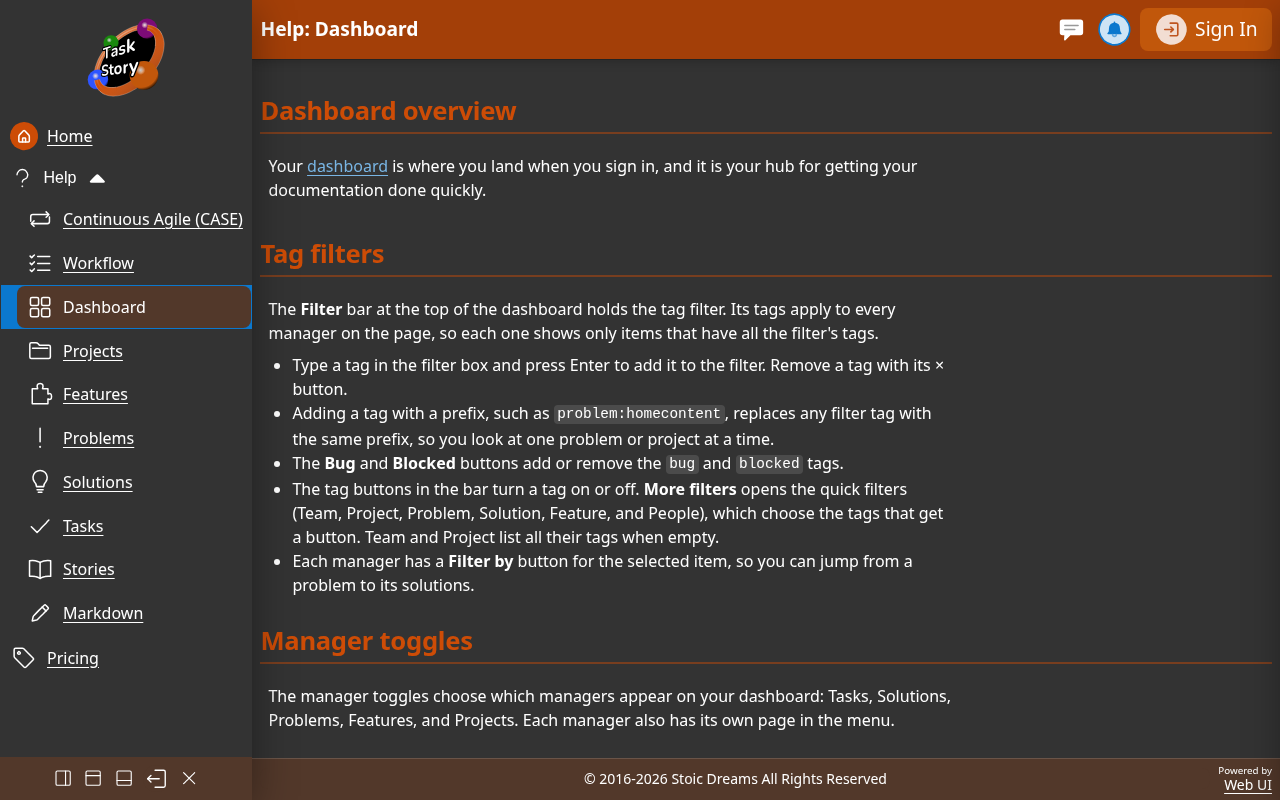 Task
Story
Home
Help
Continuous Agile (CASE)
Workflow
Dashboard
Projects
Features
Problems
Solutions
Tasks
Stories
Markdown
Pricing
Help: Dashboard
Sign In
Dashboard overview
Your dashboard is where you land when you sign in, and it is your hub for getting your
documentation done quickly.
Tag filters
The Filter bar at the top of the dashboard holds the tag filter. Its tags apply to every
manager on the page, so each one shows only items that have all the filter's tags.
• Type a tag in the filter box and press Enter to add it to the filter. Remove a tag with its ×
button.
• Adding a tag with a prefix, such as problem:homecontent, replaces any filter tag with
the same prefix, so you look at one problem or project at a time.
• The Bug and Blocked buttons add or remove the bug and blocked tags.
• The tag buttons in the bar turn a tag on or off. More filters opens the quick filters
(Team, Project, Problem, Solution, Feature, and People), which choose the tags that get
a button. Team and Project list all their tags when empty.
• Each manager has a Filter by button for the selected item, so you can jump from a
problem to its solutions.
Manager toggles
The manager toggles choose which managers appear on your dashboard: Tasks, Solutions,
Problems, Features, and Projects. Each manager also has its own page in the menu.
© 2016-2026 Stoic Dreams All Rights Reserved
Powered by
Web UI